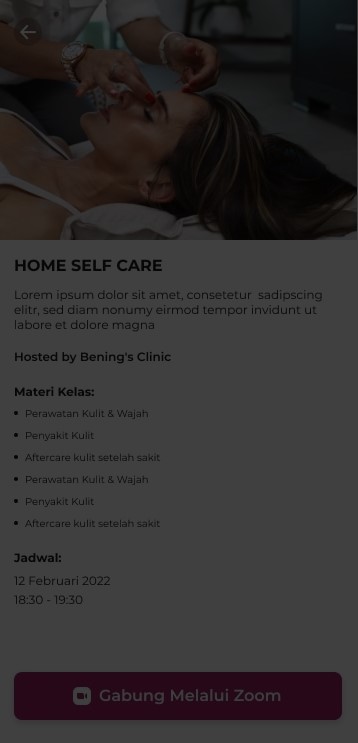 HOME SELF CARE
Lorem ipsum dolor sit amet, consetetur sadipscing
elitr, sed diam nonumy eirmod tempor invidunt ut
labore et dolore magna
Hosted by Bening's Clinic
Materi Kelas:
• Perawatan Kulit & Wajah
• Penyakit Kulit
• Aftercare kulit setelah sakit
• Perawatan Kulit & Wajah
• Penyakit Kulit
• Aftercare kulit setelah sakit
Jadwal:
12 Februari 2022
18:30 - 19:30
Gabung Melalui Zoom